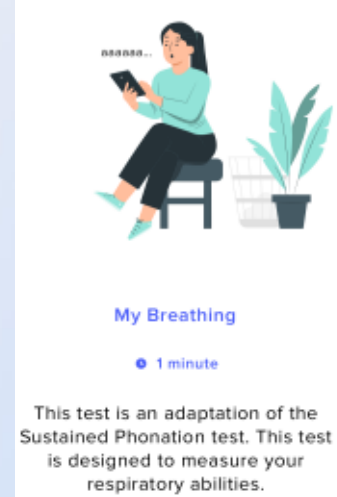 aaaaaa...
My Breathing
1 minute
This test is an adaptation of the
Sustained Phonation test. This test
is designed to measure your
respiratory abilities.